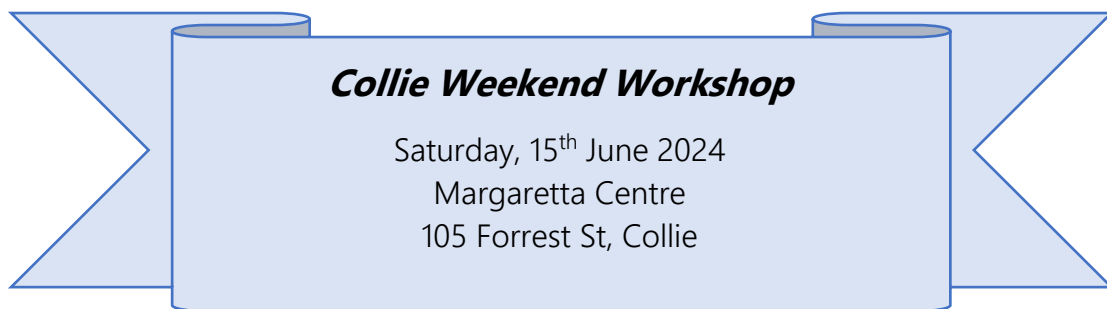 Collie Weekend Workshop
Saturday, 15th June 2024
Margaretta Centre
105 Forrest St, Collie